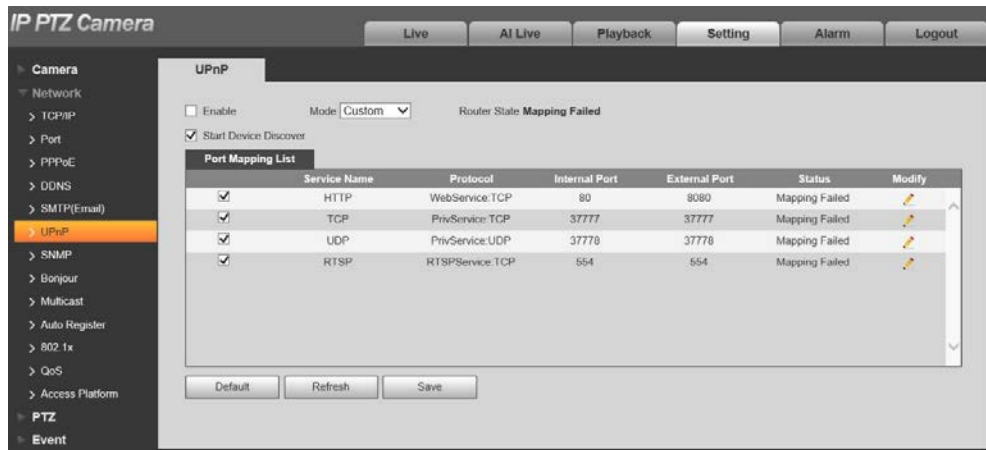 IP PTZ Camera
Live AI Live Playback Setting Alarm Logout
Camera
Network
TCP/IP
Port
PPPoE
DDNS
SMTP(Email)
UPnP
SNMP
Bonjour
Multicast
Auto Register
802.1x
QoS
Access Platform
PTZ
Event
UPnP
Enable Mode Custom Router State Mapping Failed
Start Device Discover
Port Mapping List
Service Name Protocol Internal Port External Port Status Modify
HTTP WebService:TCP 80 8080 Mapping Failed
TCP PrivService:TCP 37777 37777 Mapping Failed
UDP PrivService:UDP 37778 37778 Mapping Failed
RTSP RTSPService:TCP 554 554 Mapping Failed
Default Refresh Save